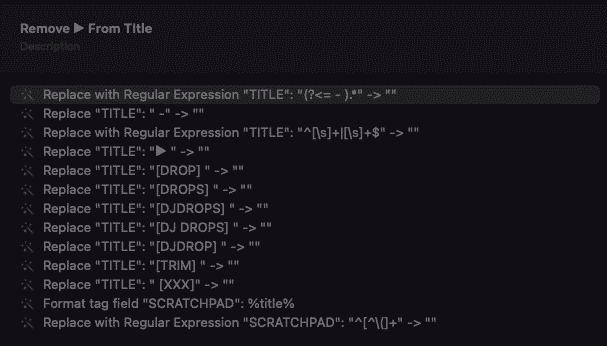 Remove ▶ From Title
Description
Replace with Regular Expression "TITLE": "(?<= - ).*" -> ""
Replace "TITLE": " -" -> ""
Replace with Regular Expression "TITLE": "^[\s]+|[\s]+$" -> ""
Replace "TITLE": "▶ " -> ""
Replace "TITLE": "[DROP] " -> ""
Replace "TITLE": "[DROPS] " -> ""
Replace "TITLE": "[DJDROPS] " -> ""
Replace "TITLE": "[DJ DROPS] " -> ""
Replace "TITLE": "[DJDROP] " -> ""
Replace "TITLE": "[TRIM] " -> ""
Replace "TITLE": " [XXX]" -> ""
Format tag field "SCRATCHPAD": %title%
Replace with Regular Expression "SCRATCHPAD": "^[^\(]+" -> ""